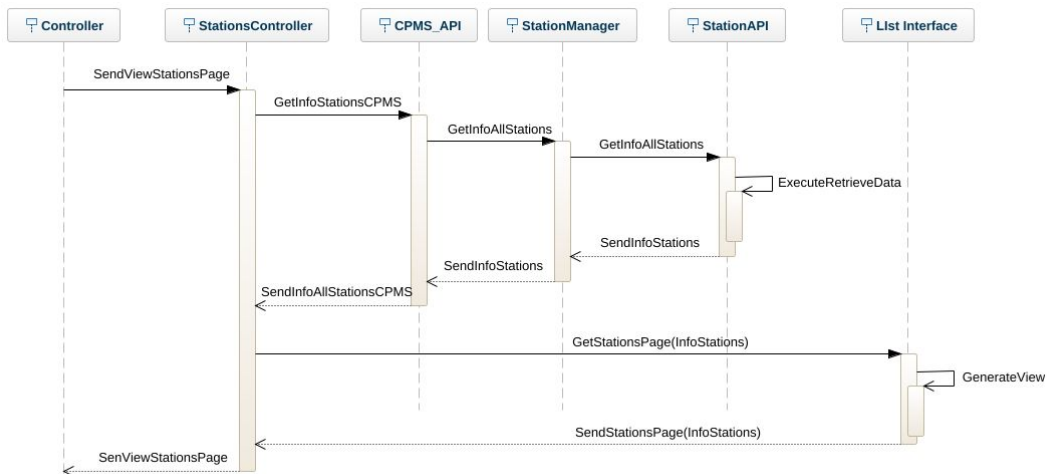 Controller
StationsController
CPMS_API
StationManager
StationAPI
LIst Interface
SendViewStationsPage
GetInfoStationsCPMS
GetInfoAllStations
GetInfoAllStations
ExecuteRetrieveData
SendInfoStations
SendInfoStations
SendInfoAllStationsCPMS
GetStationsPage(InfoStations)
GenerateView
SendStationsPage(InfoStations)
SenViewStationsPage